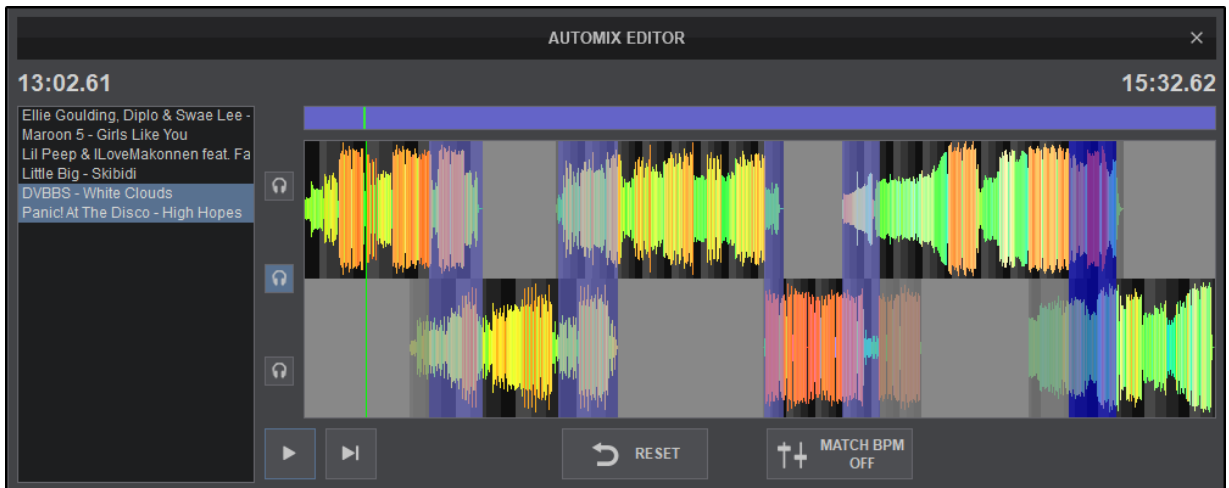 AUTOMIX EDITOR
13:02.61
15:32.62
Ellie Goulding, Diplo & Swae Lee -
Maroon 5 - Girls Like You
Lil Peep & ILoveMakonnen feat. Fa
Little Big - Skibidi
DVBBS - White Clouds
Panic! At The Disco - High Hopes
RESET
MATCH BPM
OFF